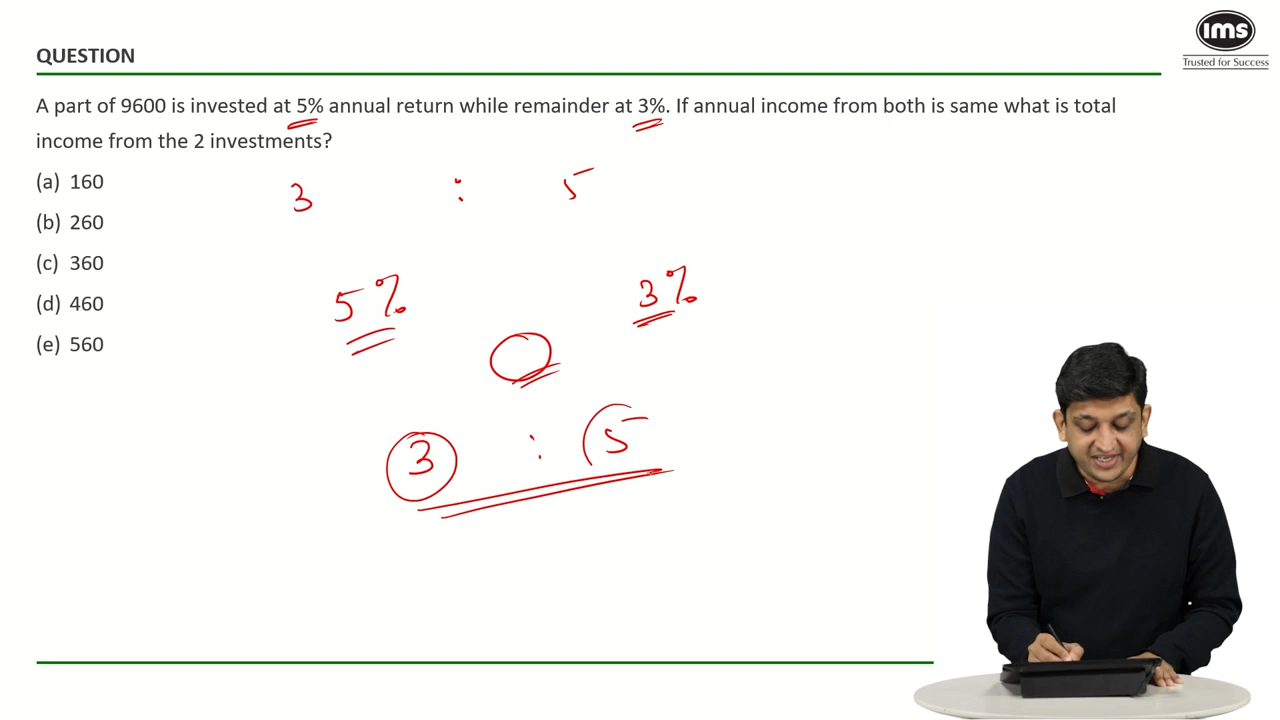 QUESTION
ims
Trusted for Success
A part of 9600 is invested at 5% annual return while remainder at 3%. If annual income from both is same what is total
income from the 2 investments?
(a) 160
3 : 5
(b) 260
(c) 360
5% 3%
(d) 460
(e) 560
3 : 5